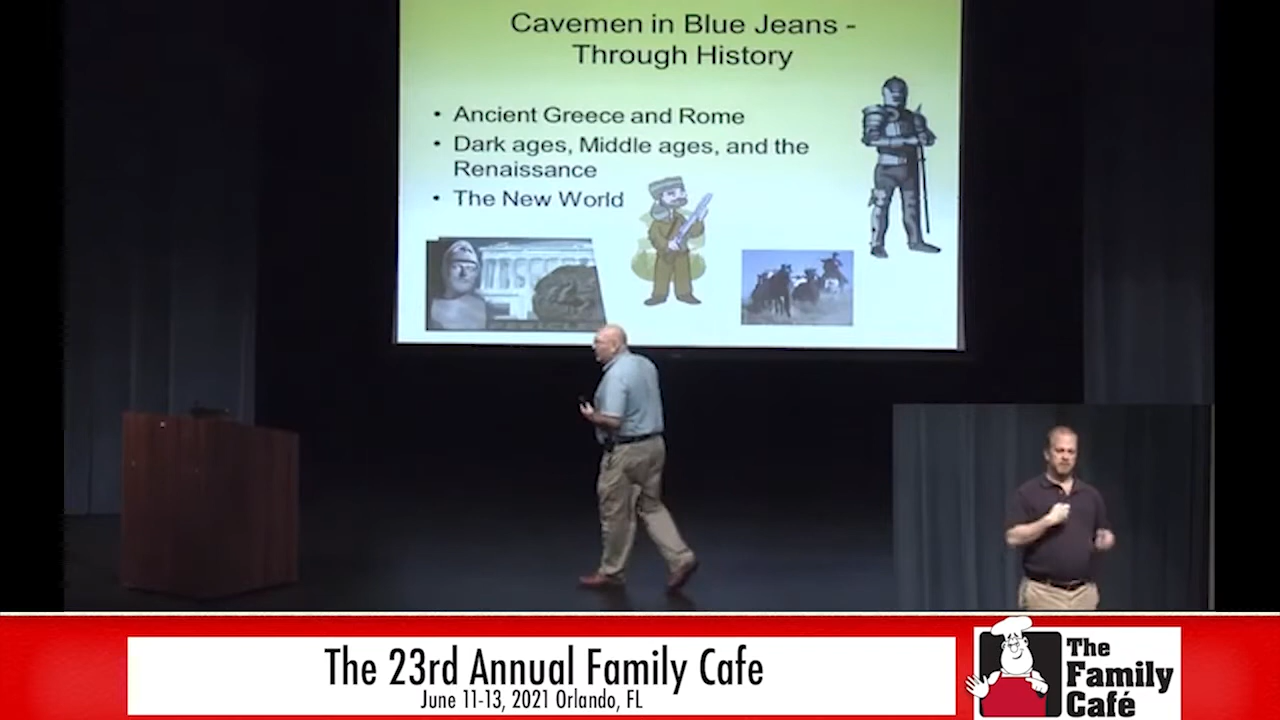 Cavemen in Blue Jeans -
Through History
• Ancient Greece and Rome
• Dark ages, Middle ages, and the
Renaissance
• The New World
The 23rd Annual Family Cafe
June 11-13, 2021 Orlando, FL
The
Family
Café